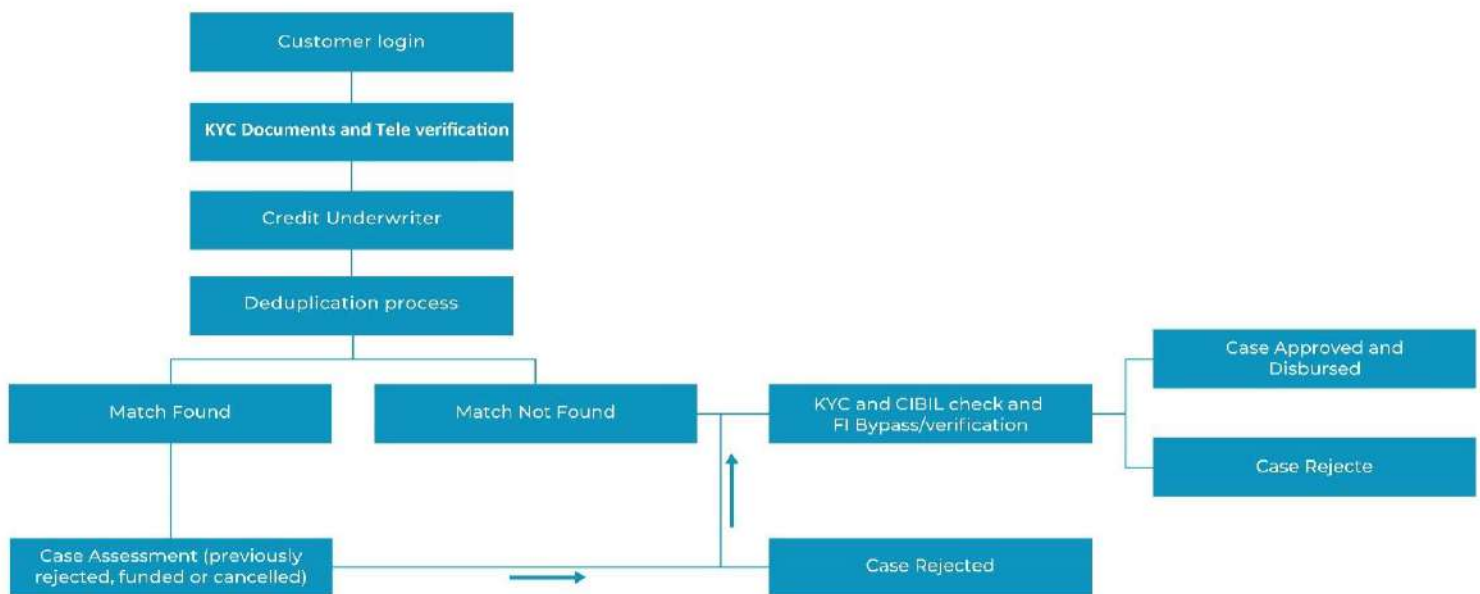 Customer login
KYC Documents and Tele verification
Credit Underwriter
Deduplication process
Match Found
Match Not Found
KYC and CIBIL check and
FI Bypass/verification
Case Approved and
Disbursed
Case Rejecte
Case Assessment (previously
rejected, funded or cancelled)
Case Rejected